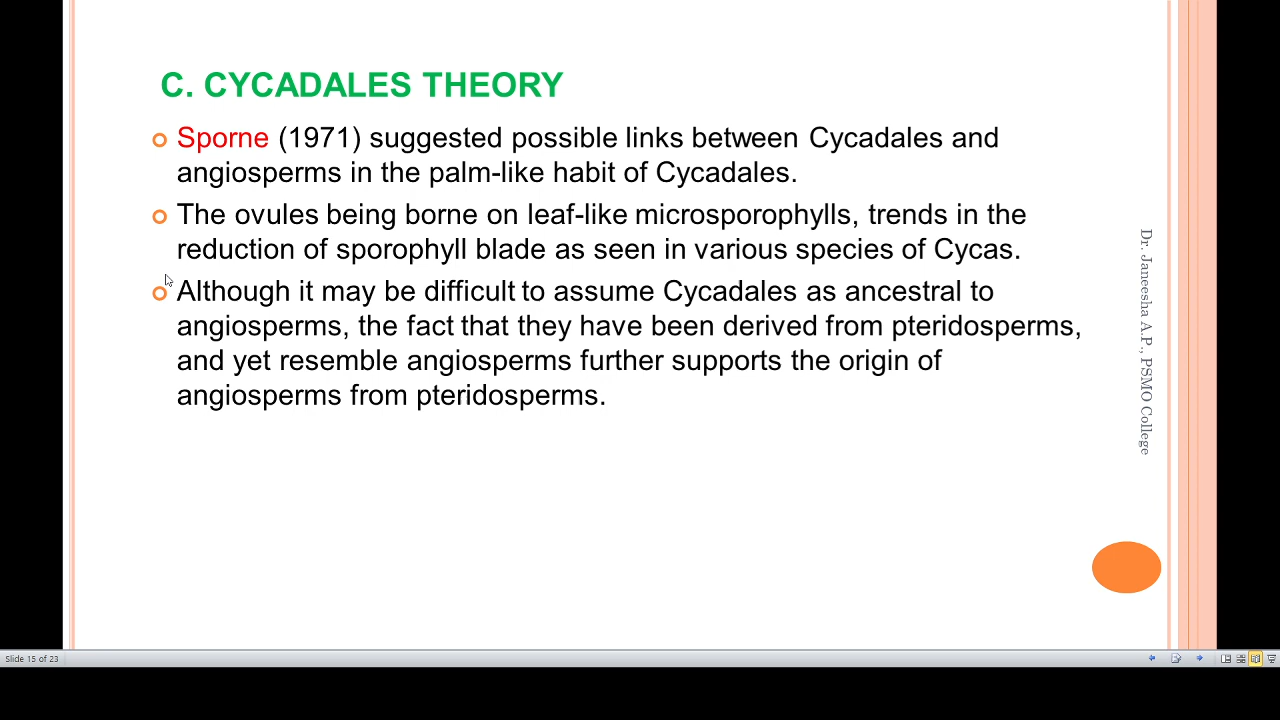 C. CYCADALES THEORY
Sporne (1971) suggested possible links between Cycadales and
angiosperms in the palm-like habit of Cycadales.
The ovules being borne on leaf-like microsporophylls, trends in the
reduction of sporophyll blade as seen in various species of Cycas.
Although it may be difficult to assume Cycadales as ancestral to
angiosperms, the fact that they have been derived from pteridosperms,
and yet resemble angiosperms further supports the origin of
angiosperms from pteridosperms.
Dr. Janeesha A.P., PSMO College
Slide 15 of 23